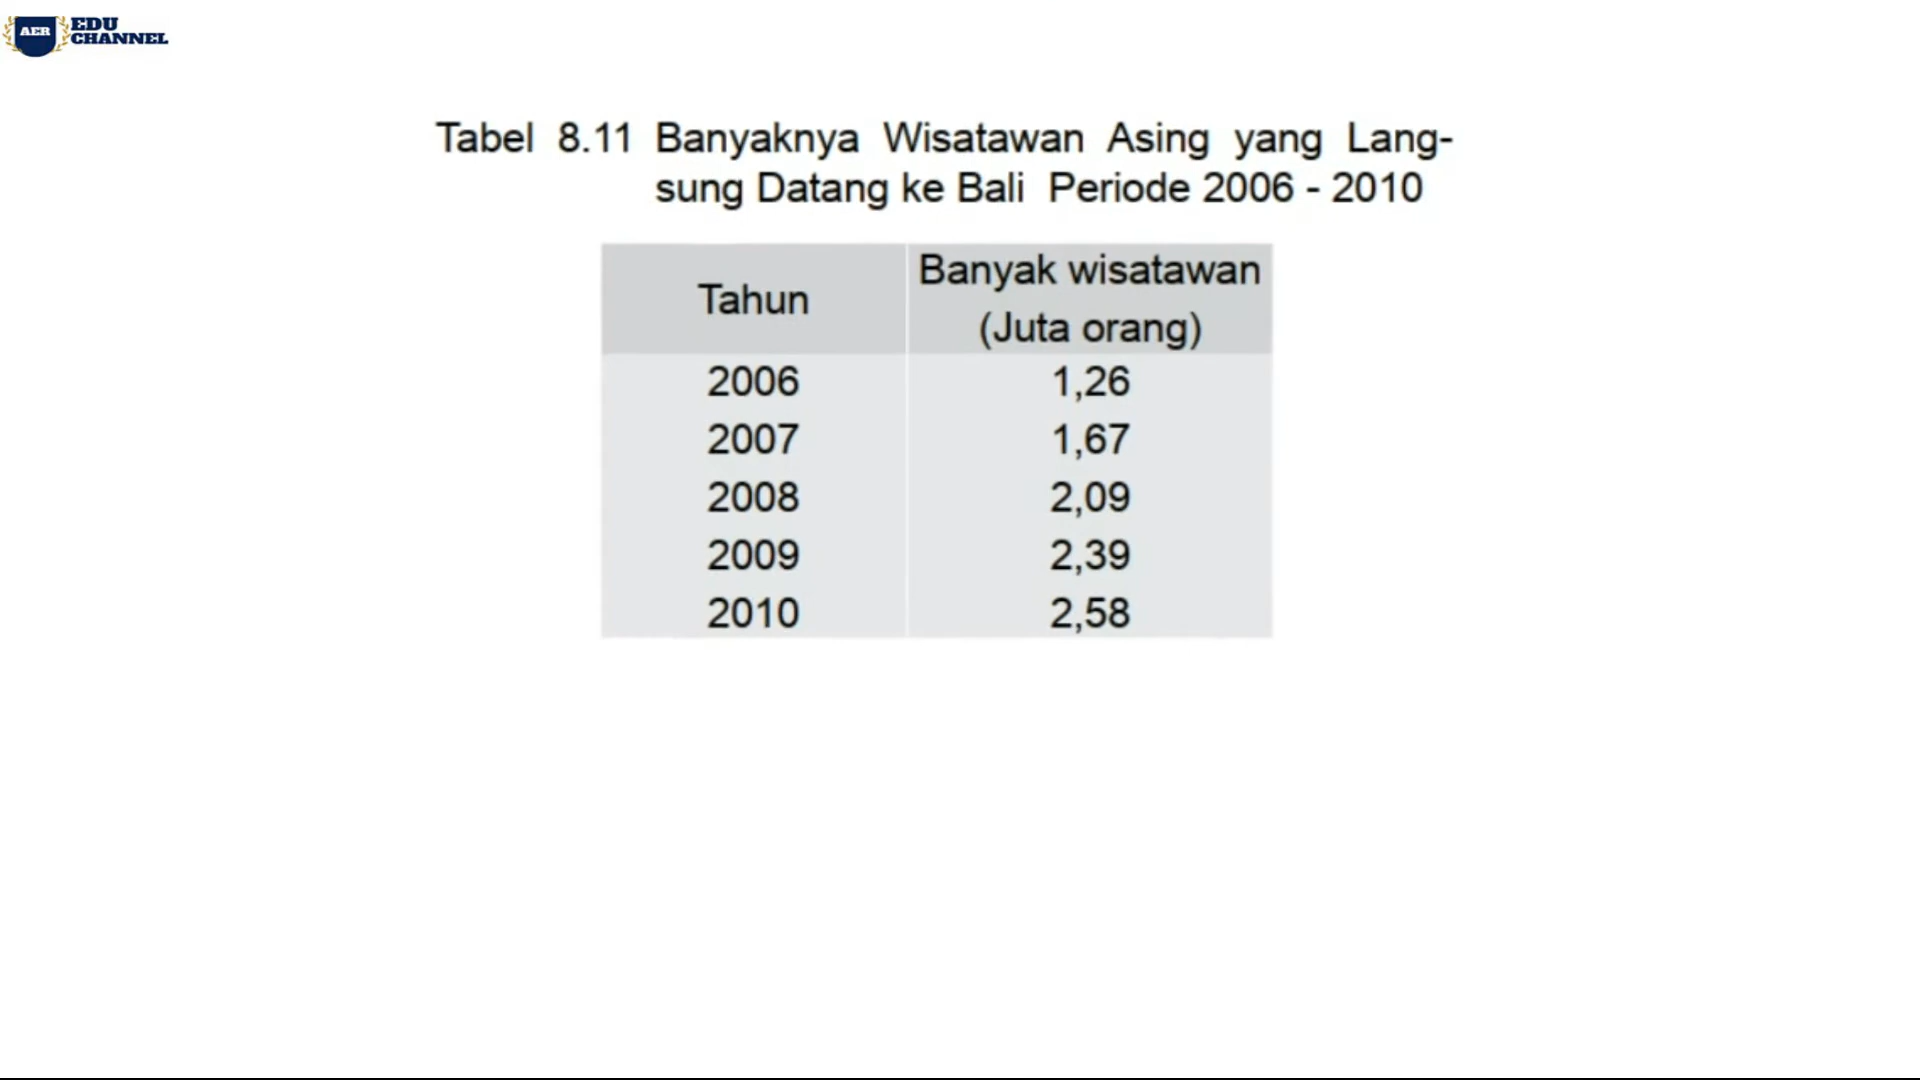 AER EDU
CHANNEL
Tabel 8.11 Banyaknya Wisatawan Asing yang Lang-
sung Datang ke Bali Periode 2006 - 2010
Tahun
Banyak wisatawan
(Juta orang)
2006 1,26
2007 1,67
2008 2,09
2009 2,39
2010 2,58